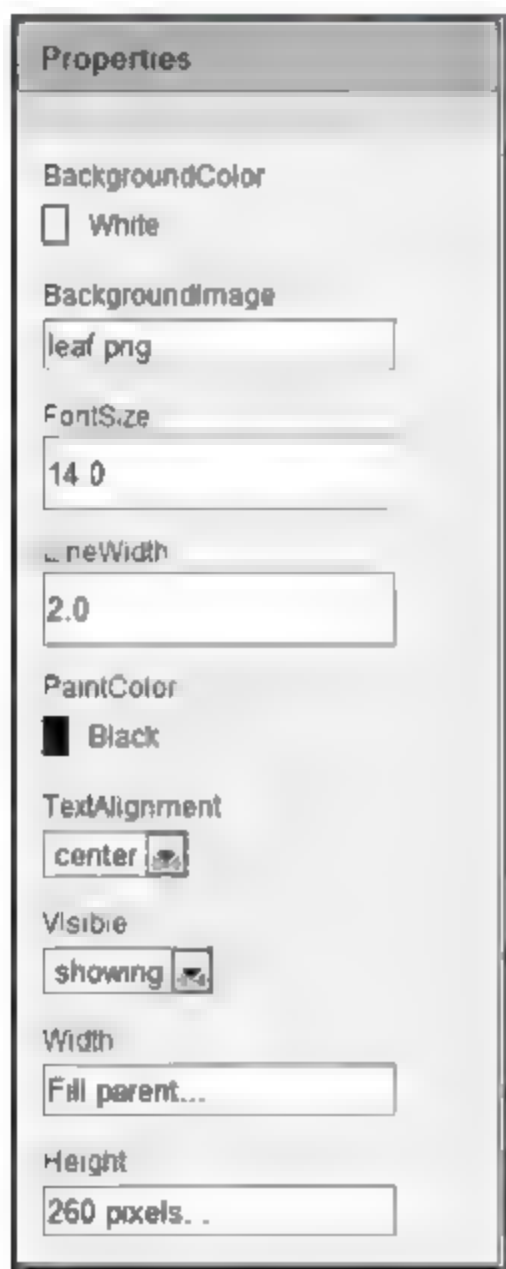 Properties
BackgroundColor
White
BackgroundImage
leaf png
FontSize
14.0
LineWidth
2.0
PaintColor
Black
TextAlignment
center
Visible
showing
Width
Fill parent...
Height
260 pixels...